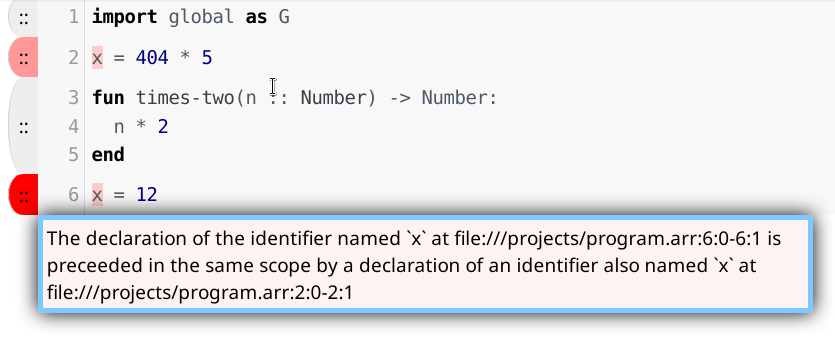 :: 1 import global as G
:: 2 x = 404 * 5
3 fun times-two(n :: Number) -> Number:
:: 4   n * 2
5 end
:: 6 x = 12
The declaration of the identifier named `x` at file:///projects/program.arr:6:0-6:1 is
preceeded in the same scope by a declaration of an identifier also named `x` at
file:///projects/program.arr:2:0-2:1